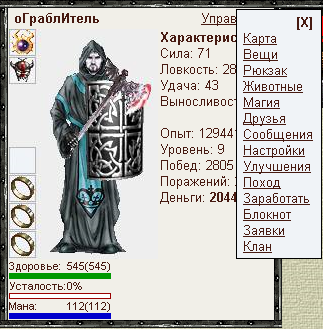 оГраблИтель
Управ
Характерис
Сила: 71
Ловкость: 28
Удача: 43
Выносливост
Опыт: 12944
Уровень: 9
Побед: 2805
Поражений:
Деньги: 2044
Здоровье: 545(545)
Усталость:0%
Мана: 112(112)
[X]
Карта
Вещи
Рюкзак
Животные
Магия
Друзья
Сообщения
Настройки
Улучшения
Поход
Заработать
Блокнот
Заявки
Клан